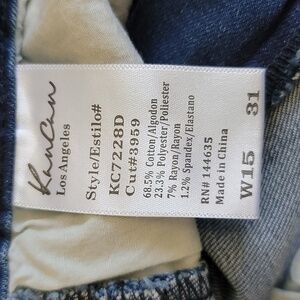 KanCan
Los Angeles
Style/Estilo#
KC7228D
Cut#3959
68.5% Cotton/Algodon
23.3% Polyester/Poliester
7% Rayon/Rayon
1.2% Spandex/Elastano
RN# 144635
Made in China
W15 31